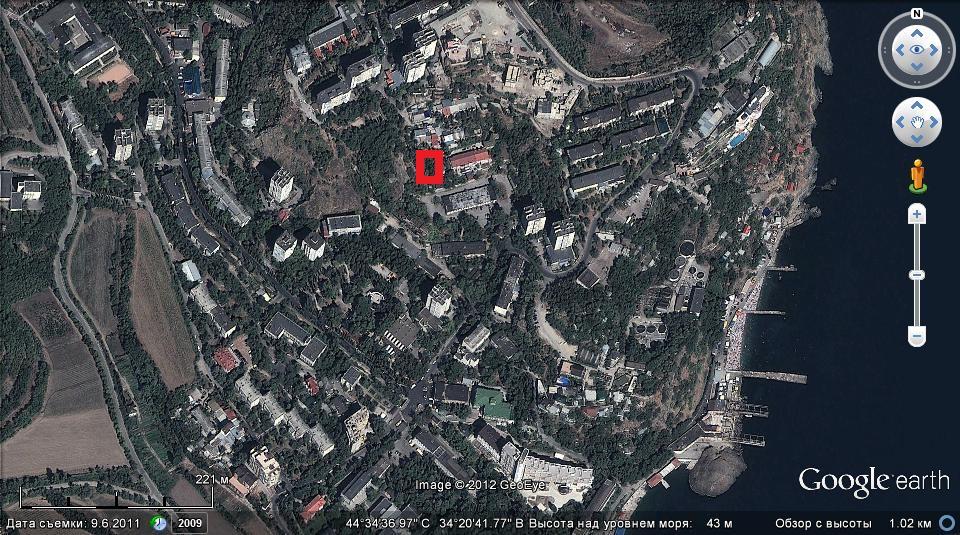 N
221 м
Image © 2012 GeoEye
Google earth
Дата съемки: 9.6.2011 2009 44°34'36.97" С 34°20'41.77" В Высота над уровнем моря: 43 м Обзор с высоты 1.02 км